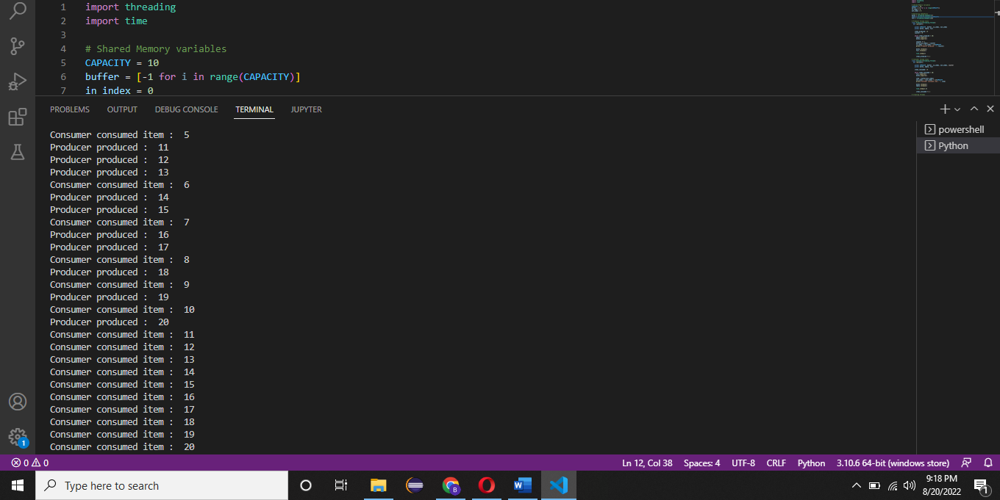 1 import threading
2 import time
3
4 # Shared Memory variables
5 CAPACITY = 10
6 buffer = [-1 for i in range(CAPACITY)]
7 in_index = 0
PROBLEMS OUTPUT DEBUG CONSOLE TERMINAL JUPYTER
powershell
Python
Consumer consumed item :  5
Producer produced :  11
Producer produced :  12
Producer produced :  13
Consumer consumed item :  6
Producer produced :  14
Producer produced :  15
Consumer consumed item :  7
Producer produced :  16
Producer produced :  17
Consumer consumed item :  8
Producer produced :  18
Consumer consumed item :  9
Producer produced :  19
Consumer consumed item :  10
Producer produced :  20
Consumer consumed item :  11
Consumer consumed item :  12
Consumer consumed item :  13
Consumer consumed item :  14
Consumer consumed item :  15
Consumer consumed item :  16
Consumer consumed item :  17
Consumer consumed item :  18
Consumer consumed item :  19
Consumer consumed item :  20
1
0 0 Ln 12, Col 38 Spaces: 4 UTF-8 CRLF Python 3.10.6 64-bit (windows store)
Type here to search
B
W
9:18 PM
8/20/2022
1